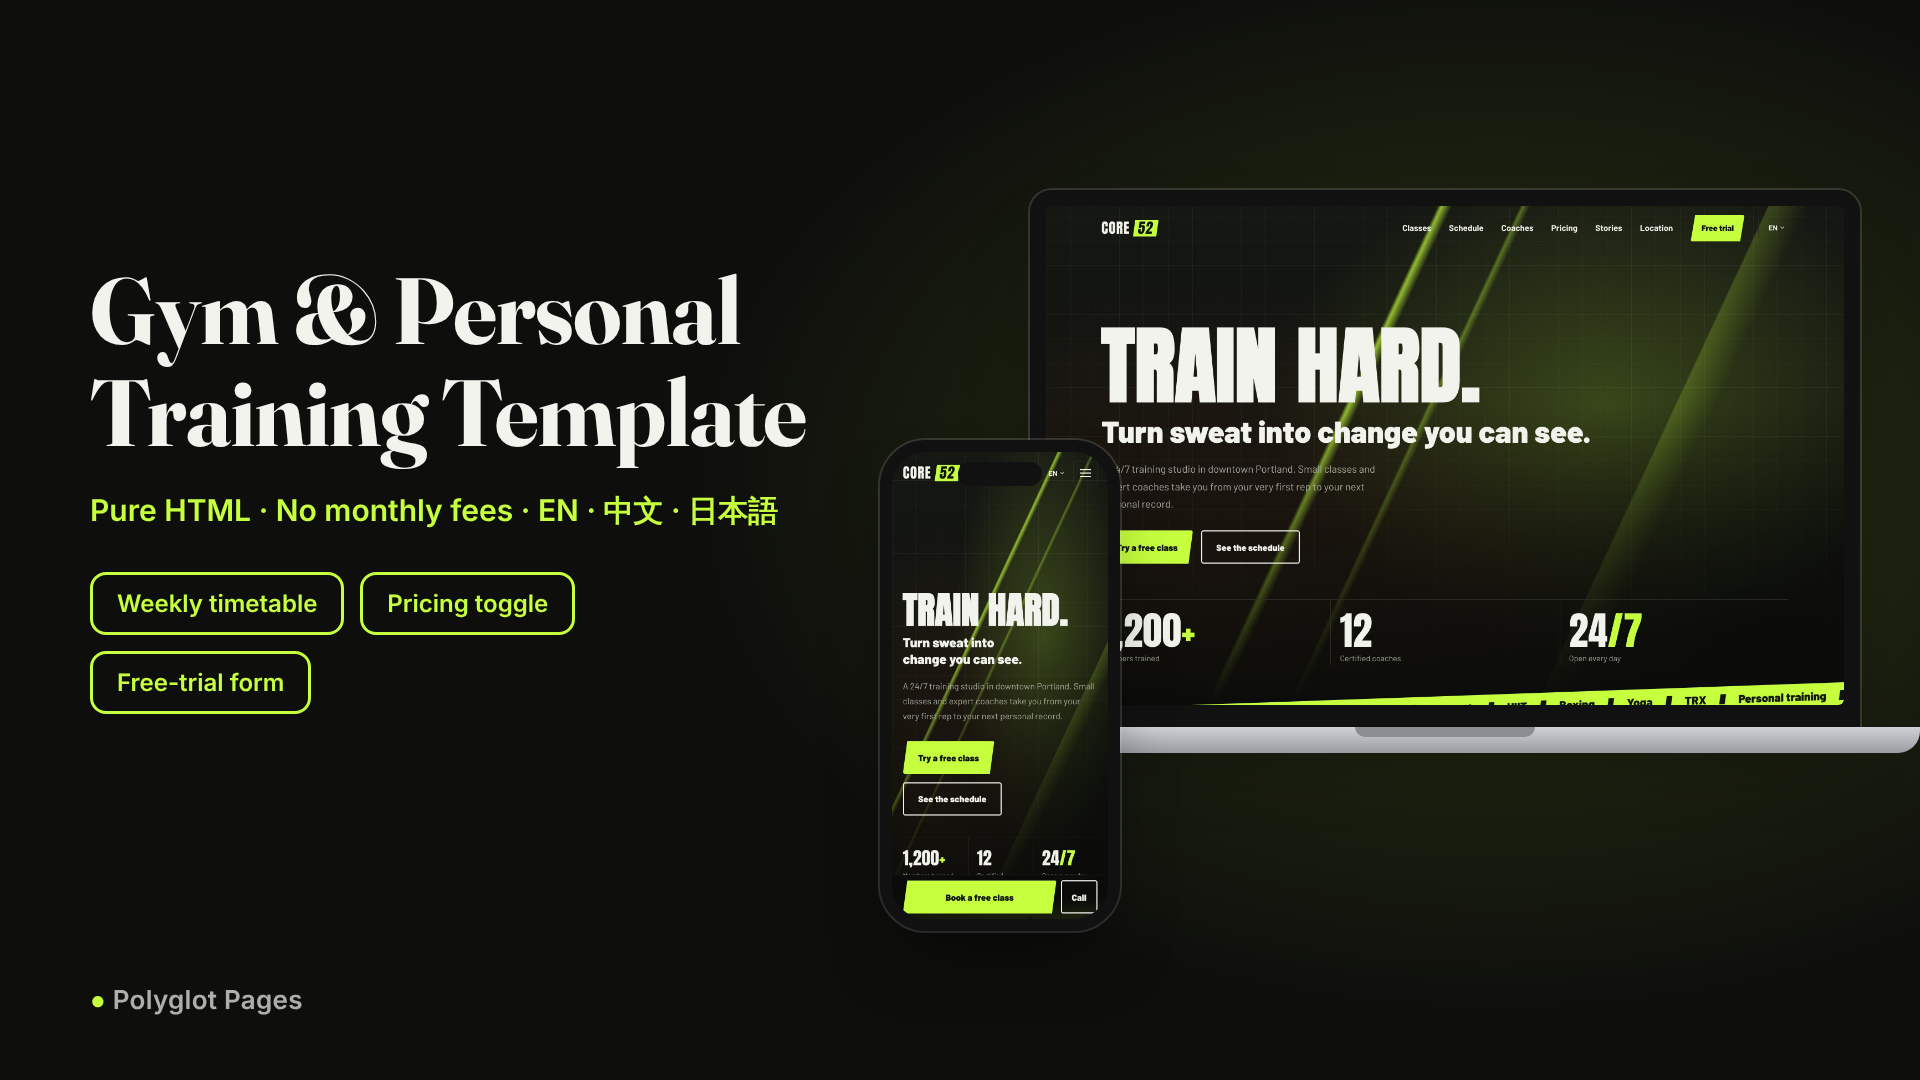 Gym & Personal
Training Template
Pure HTML · No monthly fees · EN · 中文 · 日本語
Weekly timetable
Pricing toggle
Free-trial form
Polyglot Pages
CORE 52
Classes
Schedule
Coaches
Pricing
Stories
Location
Free trial
EN
TRAIN HARD.
Turn sweat into change you can see.
/7 training studio in downtown Portland. Small classes and
ert coaches take you from your very first rep to your next
onal record.
Try a free class
See the schedule
,200+
12
24/7
bers trained
Certified coaches
Open every day
Boxing
Yoga
TRX
Personal training
CORE 52
EN
TRAIN HARD.
Turn sweat into
change you can see.
A 24/7 training studio in downtown Portland. Small
classes and expert coaches take you from your
very first rep to your next personal record.
Try a free class
See the schedule
1,200+
12
24/7
Book a free class
Call